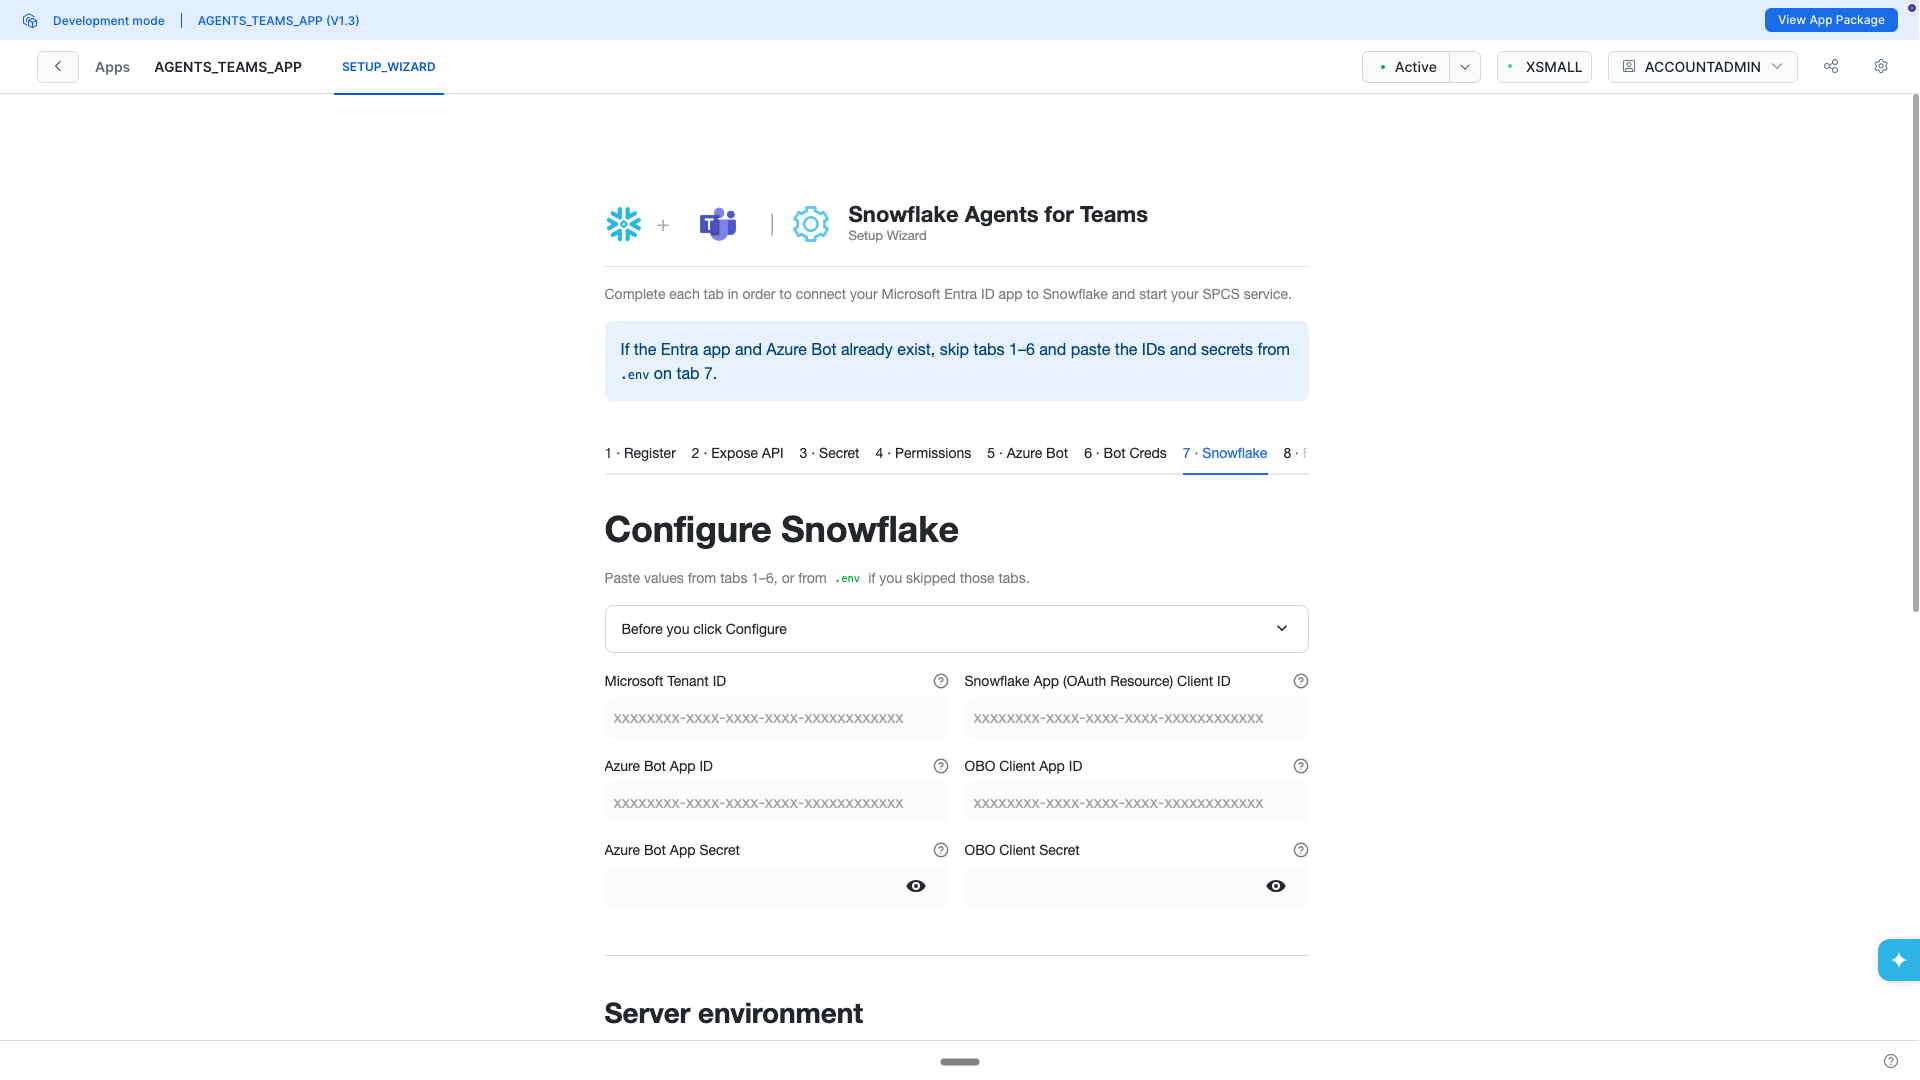 Development mode
AGENTS_TEAMS_APP (V1.3)
View App Package
Apps
AGENTS_TEAMS_APP
SETUP_WIZARD
Active
XSMALL
ACCOUNTADMIN
T
Snowflake Agents for Teams
Setup Wizard
Complete each tab in order to connect your Microsoft Entra ID app to Snowflake and start your SPCS service.
If the Entra app and Azure Bot already exist, skip tabs 1–6 and paste the IDs and secrets from
.env on tab 7.
1 · Register
2 · Expose API
3 · Secret
4 · Permissions
5 · Azure Bot
6 · Bot Creds
7 · Snowflake
8 ·
Configure Snowflake
Paste values from tabs 1–6, or from .env if you skipped those tabs.
Before you click Configure
Microsoft Tenant ID
Snowflake App (OAuth Resource) Client ID
xxxxxxxx-xxxx-xxxx-xxxx-xxxxxxxxxxxx
xxxxxxxx-xxxx-xxxx-xxxx-xxxxxxxxxxxx
Azure Bot App ID
OBO Client App ID
xxxxxxxx-xxxx-xxxx-xxxx-xxxxxxxxxxxx
xxxxxxxx-xxxx-xxxx-xxxx-xxxxxxxxxxxx
Azure Bot App Secret
OBO Client Secret
Server environment